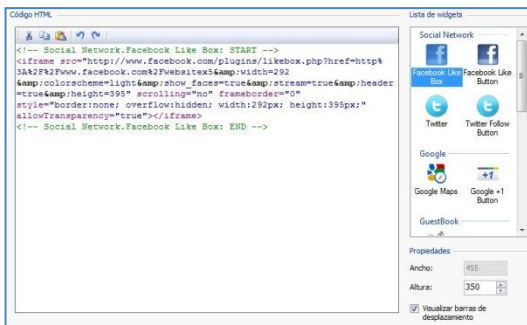 Código HTML
<!-- Social Network.Facebook Like Box: START -->
<iframe src="http://www.facebook.com/plugins/likebox.php?href=http%
3A%2F%2Fwww.facebook.com%2Fwebsitex5&amp;width=292
&amp;colorscheme=light&amp;show_faces=true&amp;stream=true&amp;header
=true&amp;height=395" scrolling="no" frameborder="0"
style="border:none; overflow:hidden; width:292px; height:395px;"
allowTransparency="true"></iframe>
<!-- Social Network.Facebook Like Box: END -->
Lista de widgets
Social Network
Facebook Like Box
Facebook Like Button
Twitter
Twitter Follow Button
Google
Google Maps
+1
Google +1 Button
GuestBook
Propiedades
Ancho: 455
Altura: 350
Visualizar barras de
desplazamiento